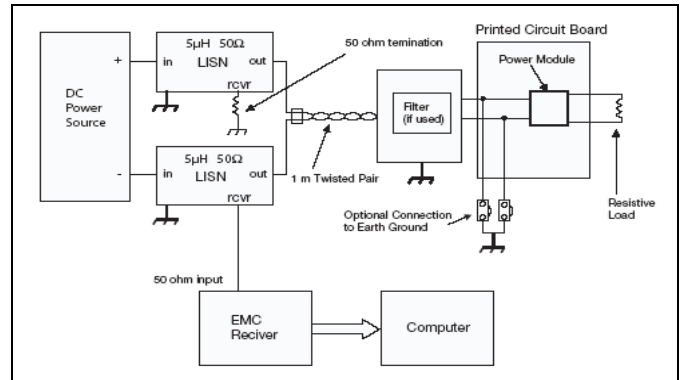 Printed Circuit Board
50 ohm temination
Power Module
5μH 50Ω
in LISN out
rcvr
+
DC
Power
Source
-
Filter
(if used)
5μH 50Ω
in LISN out
rcvr
1 m Twisted Pair
Optional Connection
to Earth Ground
Resistive
Load
50 ohm input
EMC
Reciver
Computer